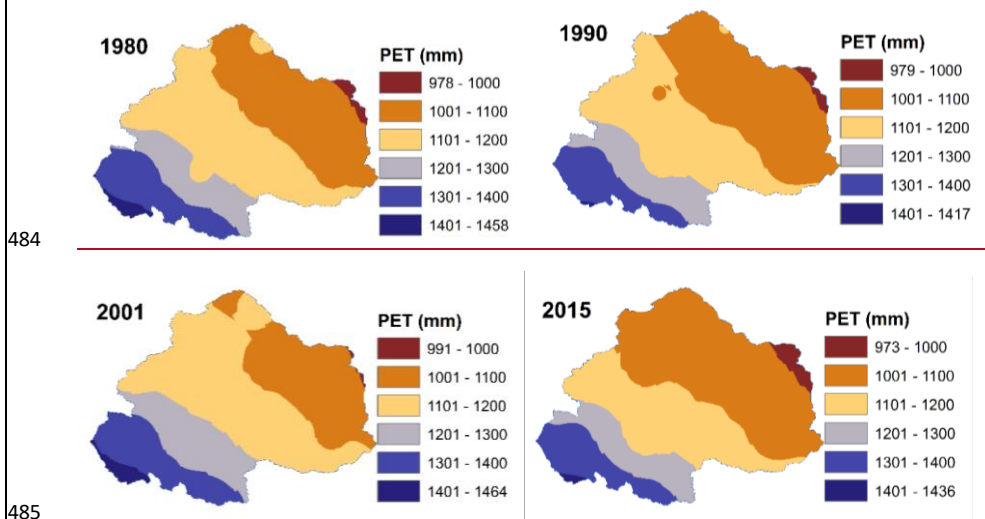 1980
PET (mm)
978 - 1000
1001 - 1100
1101 - 1200
1201 - 1300
1301 - 1400
1401 - 1458
1990
PET (mm)
979 - 1000
1001 - 1100
1101 - 1200
1201 - 1300
1301 - 1400
1401 - 1417
484
2001
PET (mm)
991 - 1000
1001 - 1100
1101 - 1200
1201 - 1300
1301 - 1400
1401 - 1464
2015
PET (mm)
973 - 1000
1001 - 1100
1101 - 1200
1201 - 1300
1301 - 1400
1401 - 1436
485